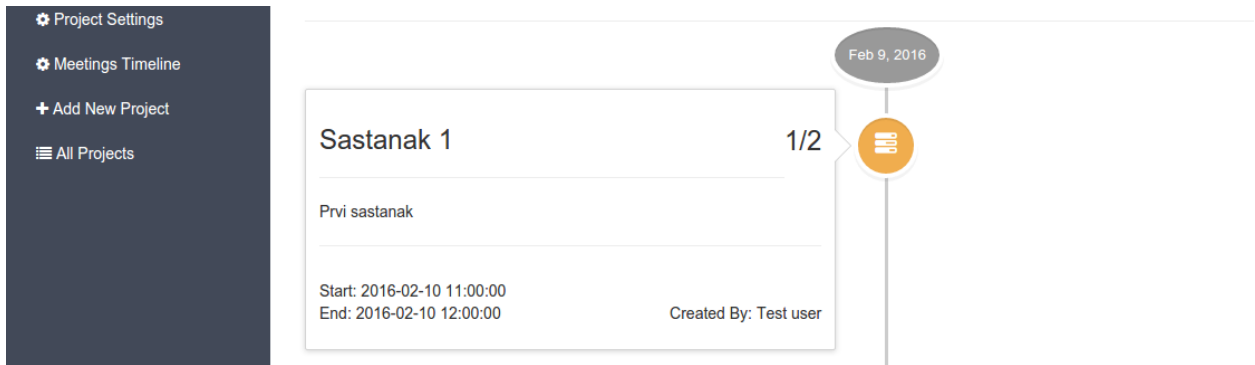 Project Settings
Meetings Timeline
Add New Project
All Projects
Feb 9, 2016
Sastanak 1
1/2
Prvi sastanak
Start: 2016-02-10 11:00:00
End: 2016-02-10 12:00:00
Created By: Test user